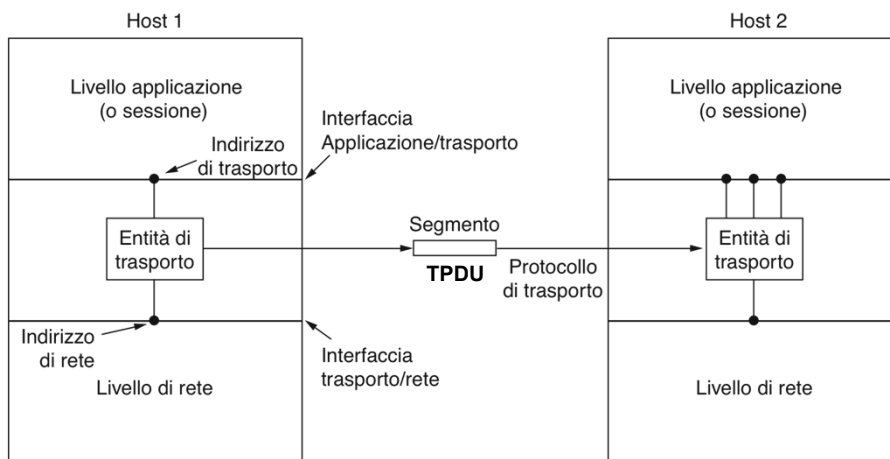 Host 1
Host 2
Livello applicazione
(o sessione)
Indirizzo
di trasporto
Interfaccia
Applicazione/trasporto
Livello applicazione
(o sessione)
Entità di
trasporto
Segmento
TPDU
Protocollo
di trasporto
Entità di
trasporto
Indirizzo
di rete
Interfaccia
trasporto/rete
Livello di rete
Livello di rete